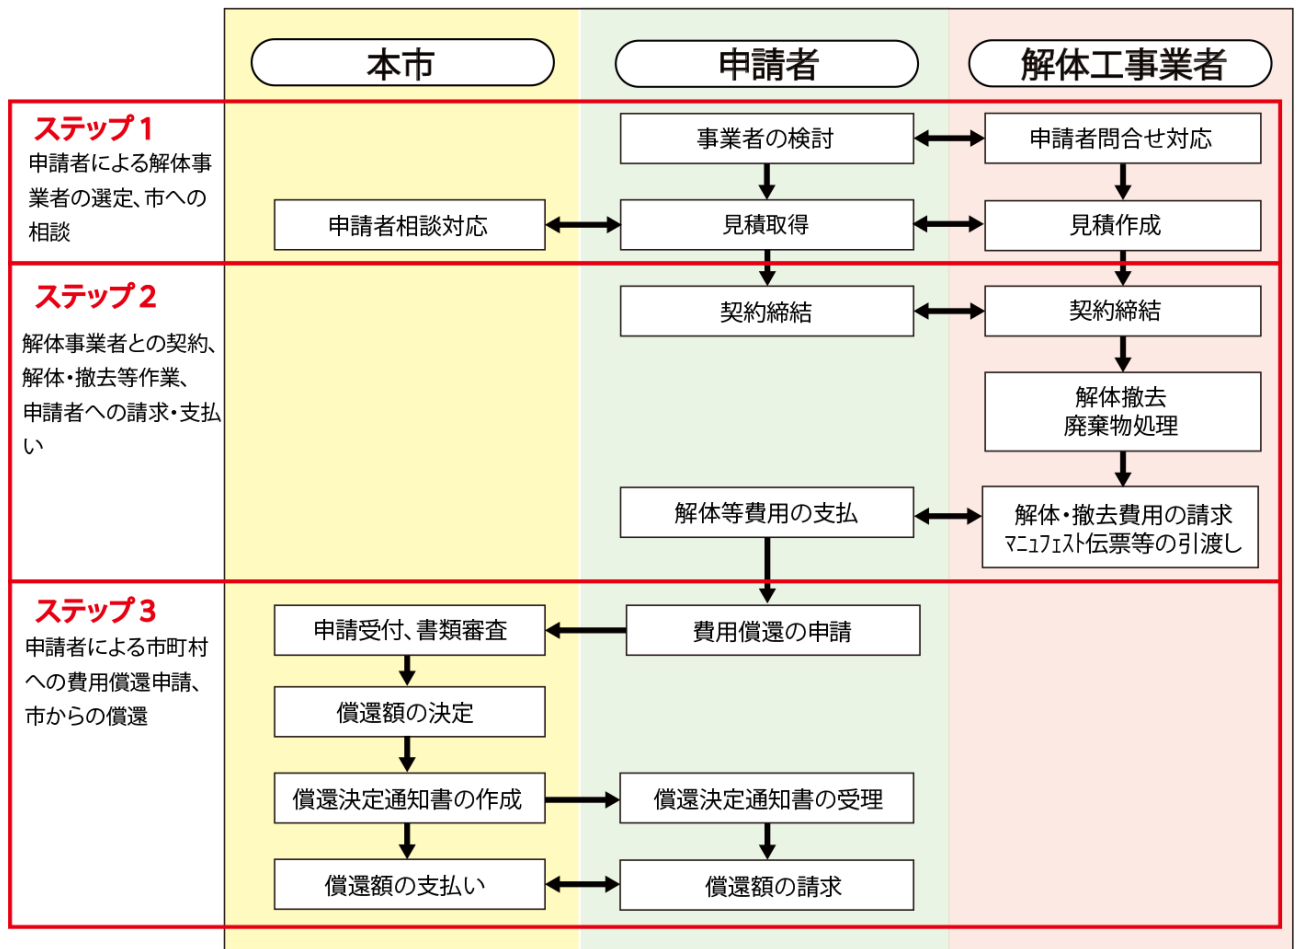 本市
申請者
解体工事業者
ステップ1
申請者による解体事
業者の選定、市への
相談
事業者の検討
申請者問合せ対応
申請者相談対応
見積取得
見積作成
ステップ2
解体事業者との契約、
解体・撤去等作業、
申請者への請求・支払
い
契約締結
契約締結
解体撤去
廃棄物処理
解体等費用の支払
解体・撤去費用の請求
ﾏﾆｭﾌｪｽﾄ伝票等の引渡し
ステップ3
申請者による市町村
への費用償還申請、
市からの償還
申請受付、書類審査
費用償還の申請
償還額の決定
償還決定通知書の作成
償還決定通知書の受理
償還額の支払い
償還額の請求